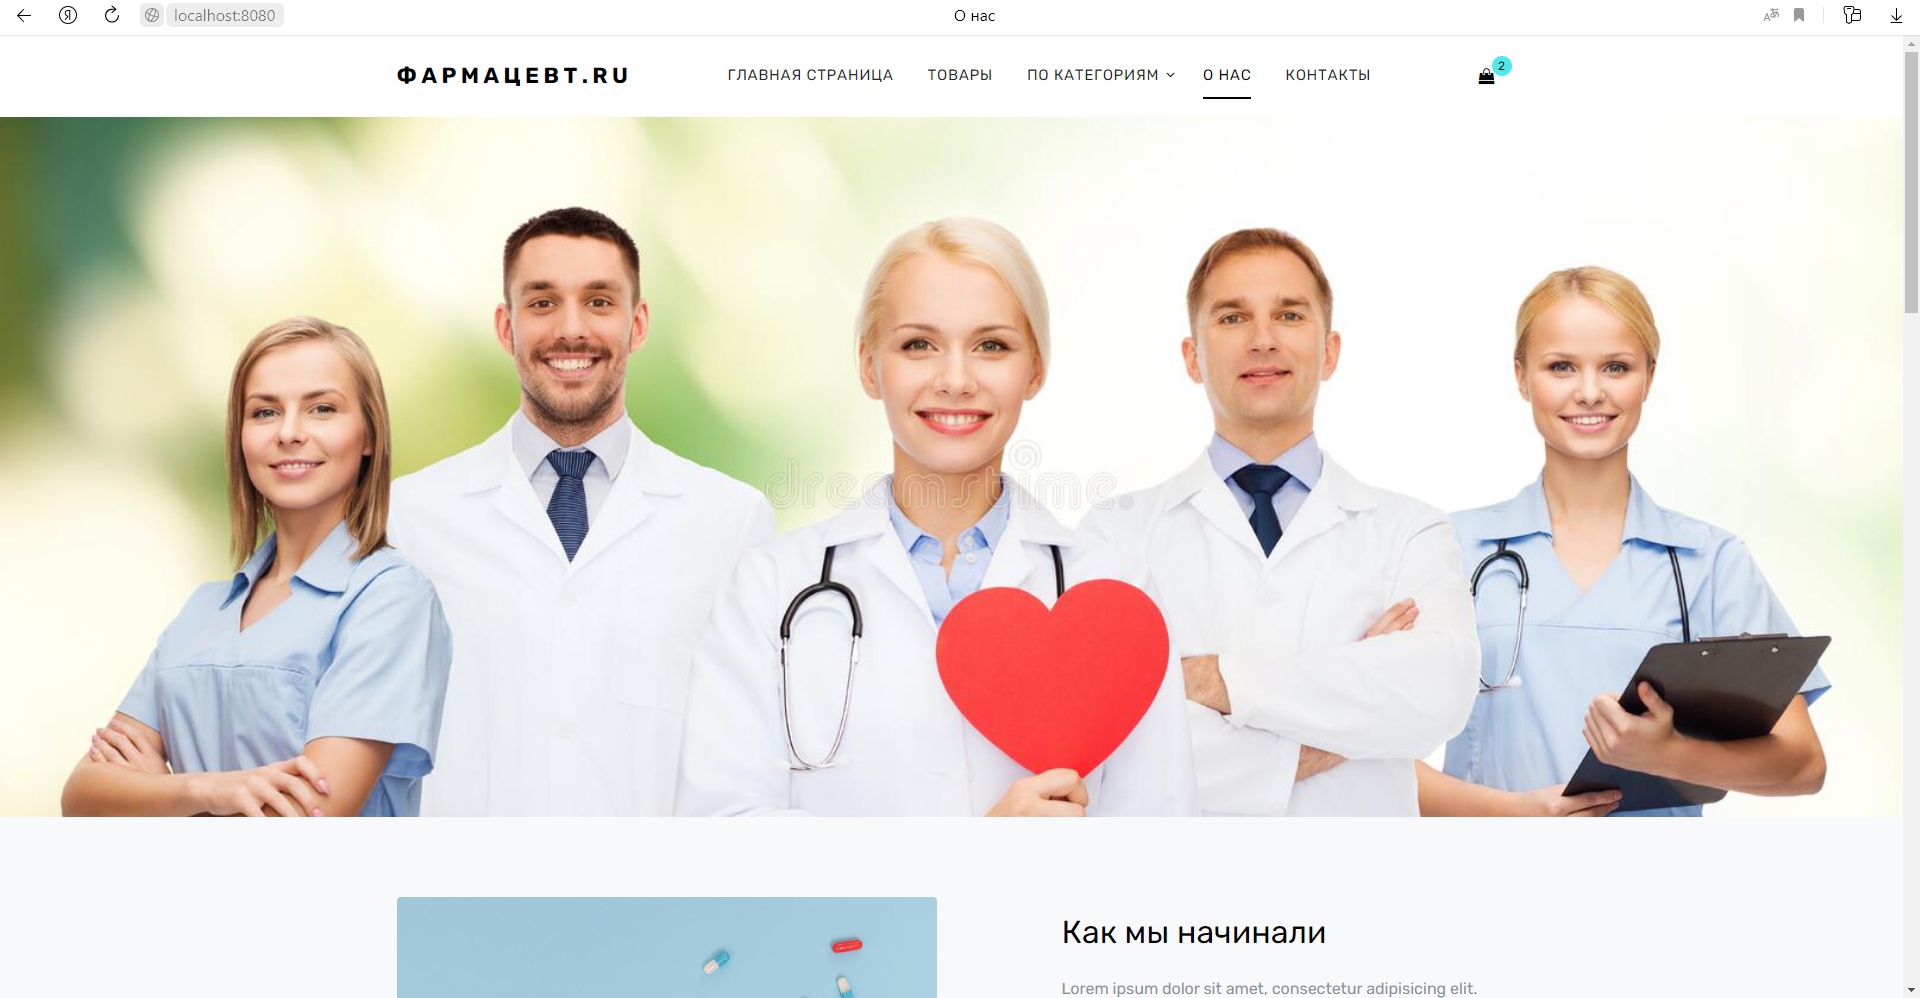 localhost:8080
О нас
ФАРМАЦЕВТ.RU
ГЛАВНАЯ СТРАНИЦА
ТОВАРЫ
ПО КАТЕГОРИЯМ
О НАС
КОНТАКТЫ
2
dreamstime.
Как мы начинали
Lorem ipsum dolor sit amet, consectetur adipisicing elit.